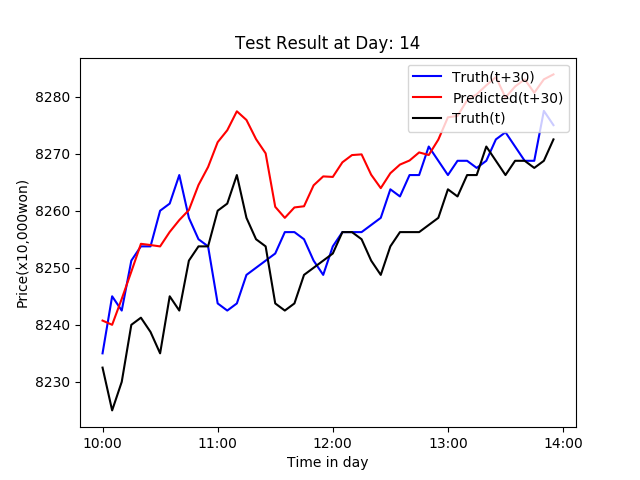 Test Result at Day: 14
Truth(t+30)
Predicted(t+30)
Truth(t)
Price(x10,000won)
8280
8270
8260
8250
8240
8230
10:00 11:00 12:00 13:00 14:00
Time in day